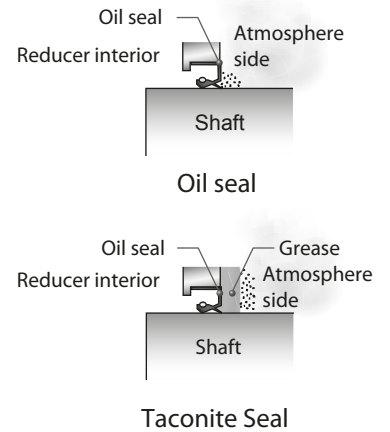 Oil seal
Atmosphere
side
Reducer interior
Shaft
Oil seal
Oil seal
Grease
Reducer interior
Atmosphere
side
Shaft
Taconite Seal